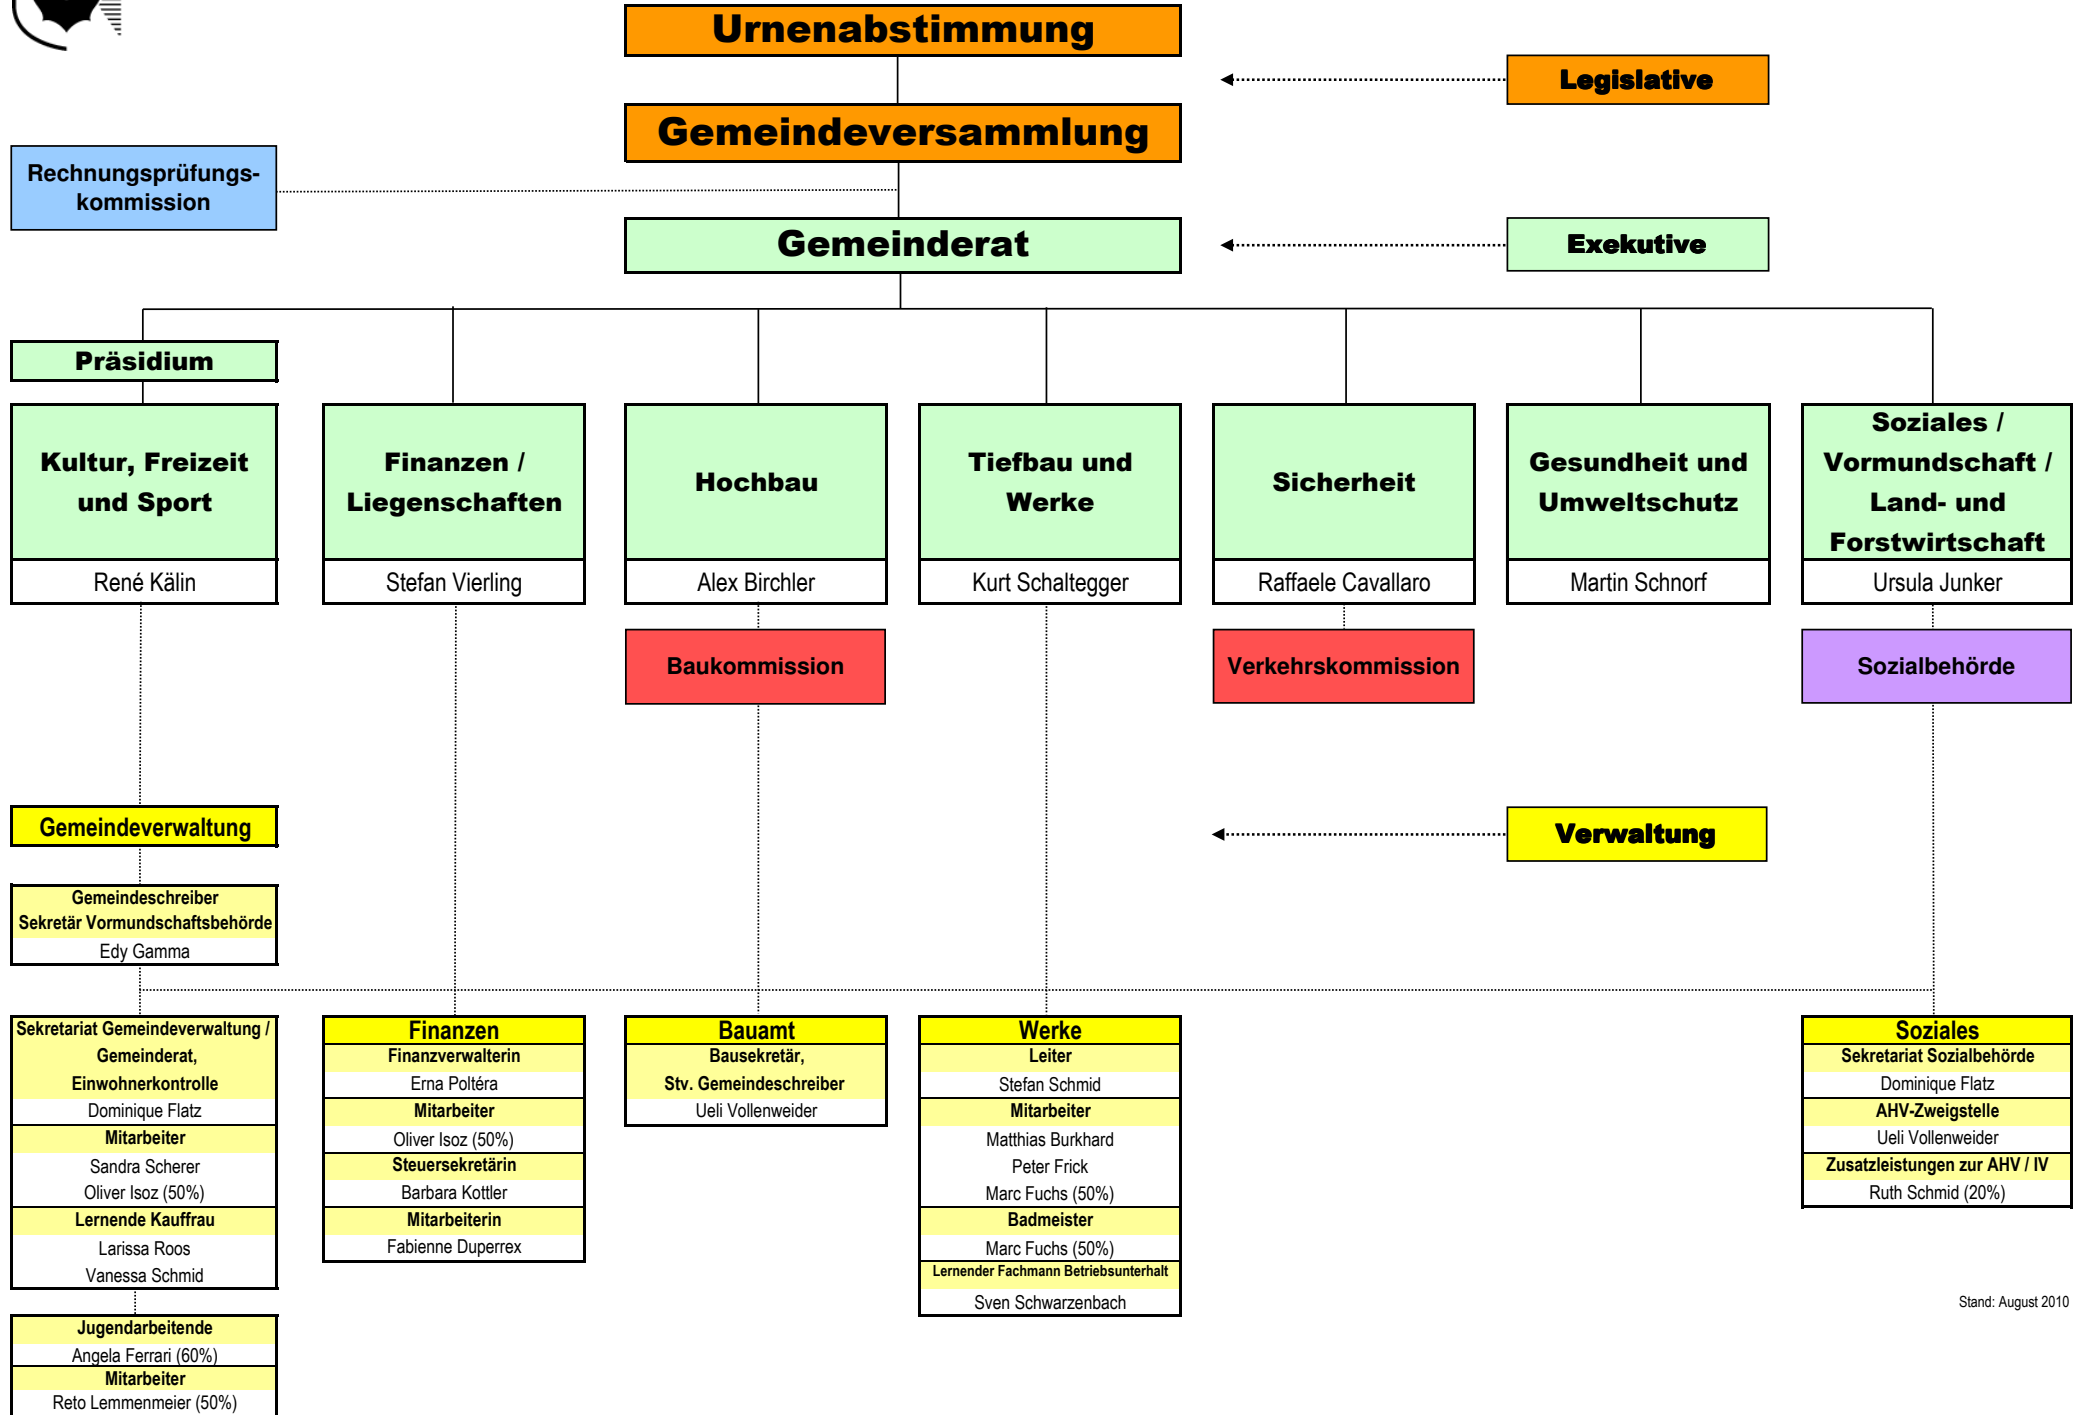 Urnenabstimmung
Legislative
Gemeindeversammlung
Rechnungsprüfungs-
kommission
Gemeinderat
Exekutive
Präsidium
Kultur, Freizeit
und Sport
René Kälin
Finanzen /
Liegenschaften
Stefan Vierling
Hochbau
Alex Birchler
Tiefbau und
Werke
Kurt Schaltegger
Sicherheit
Raffaele Cavallaro
Gesundheit und
Umweltschutz
Martin Schnorf
Soziales /
Vormundschaft /
Land- und
Forstwirtschaft
Ursula Junker
Baukommission
Verkehrskommission
Sozialbehörde
Gemeindeverwaltung
Verwaltung
Gemeindeschreiber
Sekretär Vormundschaftsbehörde
Edy Gamma
Sekretariat Gemeindeverwaltung /
Gemeinderat,
Einwohnerkontrolle
Dominique Flatz
Mitarbeiter
Sandra Scherer
Oliver Isoz (50%)
Lernende Kauffrau
Larissa Roos
Vanessa Schmid
Jugendarbeitende
Angela Ferrari (60%)
Mitarbeiter
Reto Lemmenmeier (50%)
Finanzen
Finanzverwalterin
Erna Poltéra
Mitarbeiter
Oliver Isoz (50%)
Steuersekretärin
Barbara Kottler
Mitarbeiterin
Fabienne Duperrex
Bauamt
Bausekretär,
Stv. Gemeindeschreiber
Ueli Vollenweider
Werke
Leiter
Stefan Schmid
Mitarbeiter
Matthias Burkhard
Peter Frick
Marc Fuchs (50%)
Badmeister
Marc Fuchs (50%)
Lernender Fachmann Betriebsunterhalt
Sven Schwarzenbach
Soziales
Sekretariat Sozialbehörde
Dominique Flatz
AHV-Zweigstelle
Ueli Vollenweider
Zusatzleistungen zur AHV / IV
Ruth Schmid (20%)
Stand: August 2010